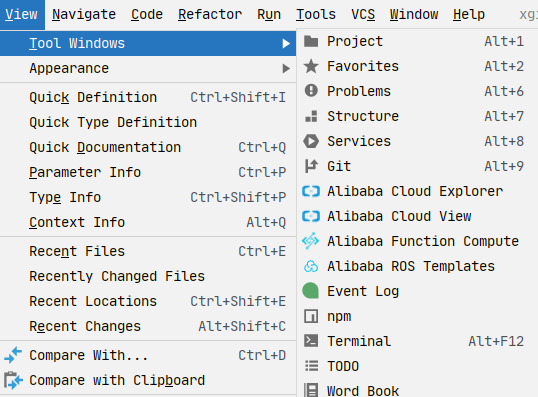 View Navigate Code Refactor Run Tools VCS Window Help xgi
Tool Windows
Appearance
Quick Definition Ctrl+Shift+I
Quick Type Definition
Quick Documentation Ctrl+Q
Parameter Info Ctrl+P
Type Info Ctrl+Shift+P
Context Info Alt+Q
Recent Files Ctrl+E
Recently Changed Files
Recent Locations Ctrl+Shift+E
Recent Changes Alt+Shift+C
Compare With... Ctrl+D
Compare with Clipboard
Project Alt+1
Favorites Alt+2
Problems Alt+6
Structure Alt+7
Services Alt+8
Git Alt+9
Alibaba Cloud Explorer
Alibaba Cloud View
Alibaba Function Compute
Alibaba ROS Templates
Event Log
npm
Terminal Alt+F12
TODO
Word Book